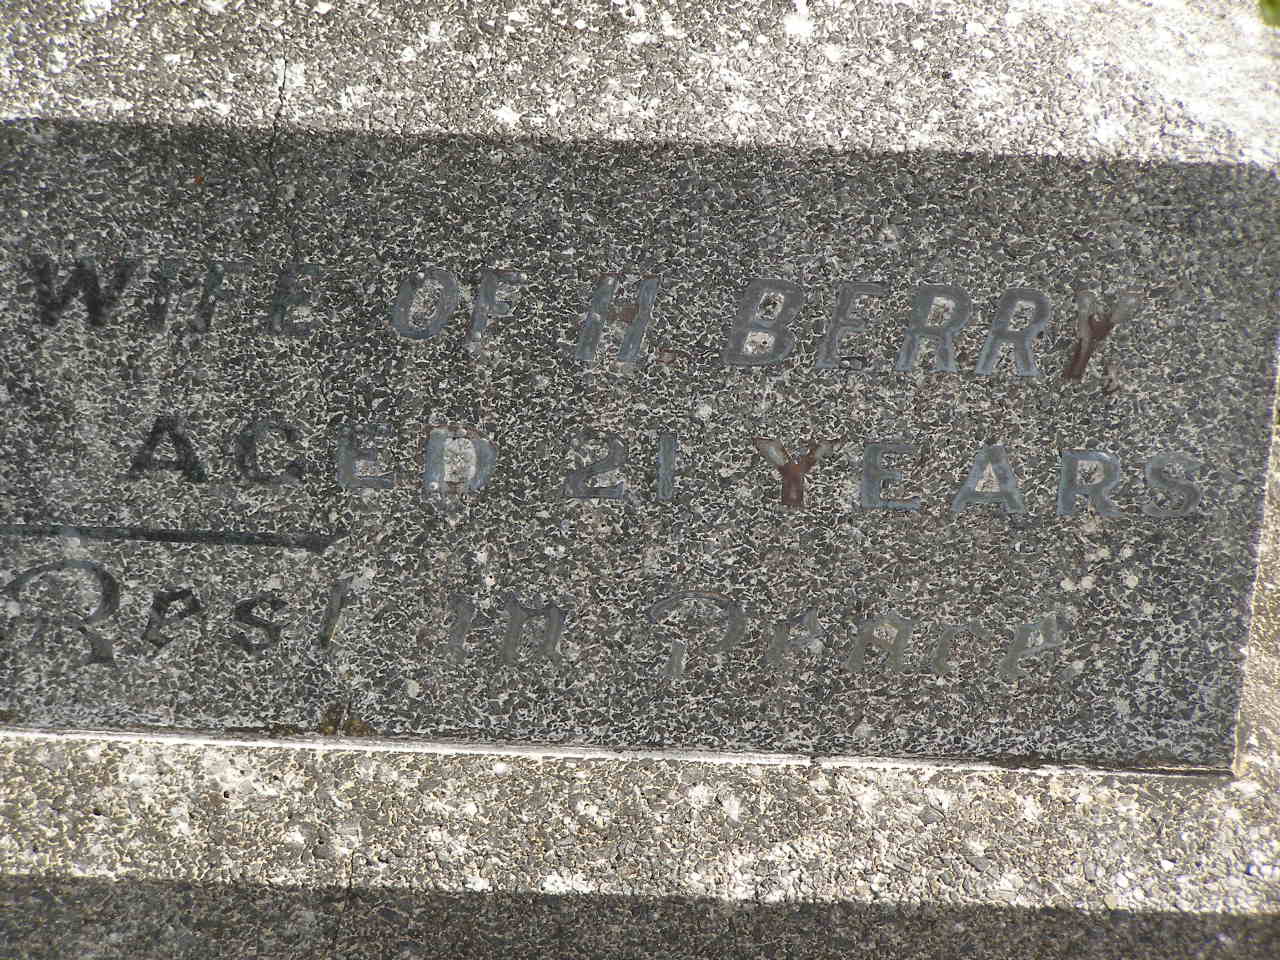 WIFE OF H. BERRY
AGED 21 YEARS
Rest in Peace